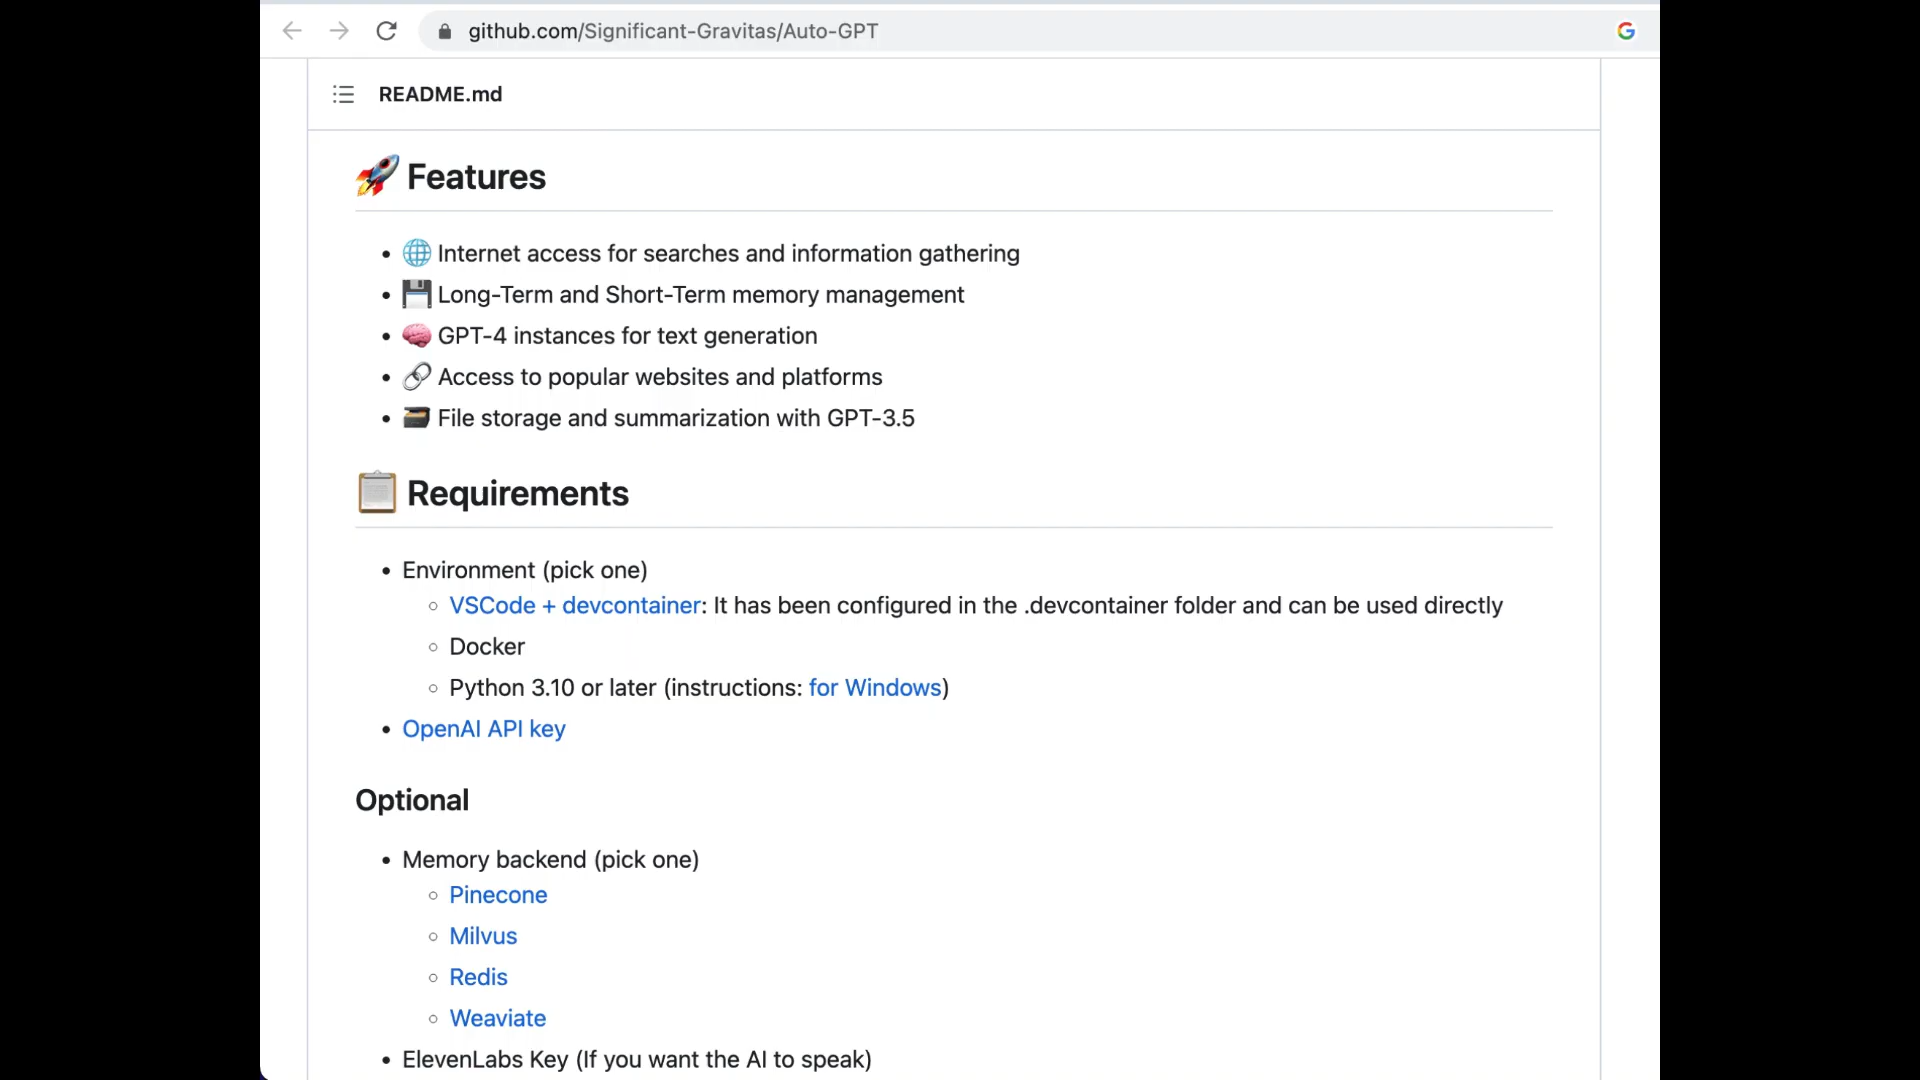 github.com/Significant-Gravitas/Auto-GPT
README.md
🚀 Features
• 🌐 Internet access for searches and information gathering
• 💾 Long-Term and Short-Term memory management
• 🧠 GPT-4 instances for text generation
• 🔗 Access to popular websites and platforms
• 🗃️ File storage and summarization with GPT-3.5
📋 Requirements
• Environment (pick one)
◦ VSCode + devcontainer: It has been configured in the .devcontainer folder and can be used directly
◦ Docker
◦ Python 3.10 or later (instructions: for Windows)
• OpenAI API key
Optional
• Memory backend (pick one)
◦ Pinecone
◦ Milvus
◦ Redis
◦ Weaviate
• ElevenLabs Key (If you want the AI to speak)